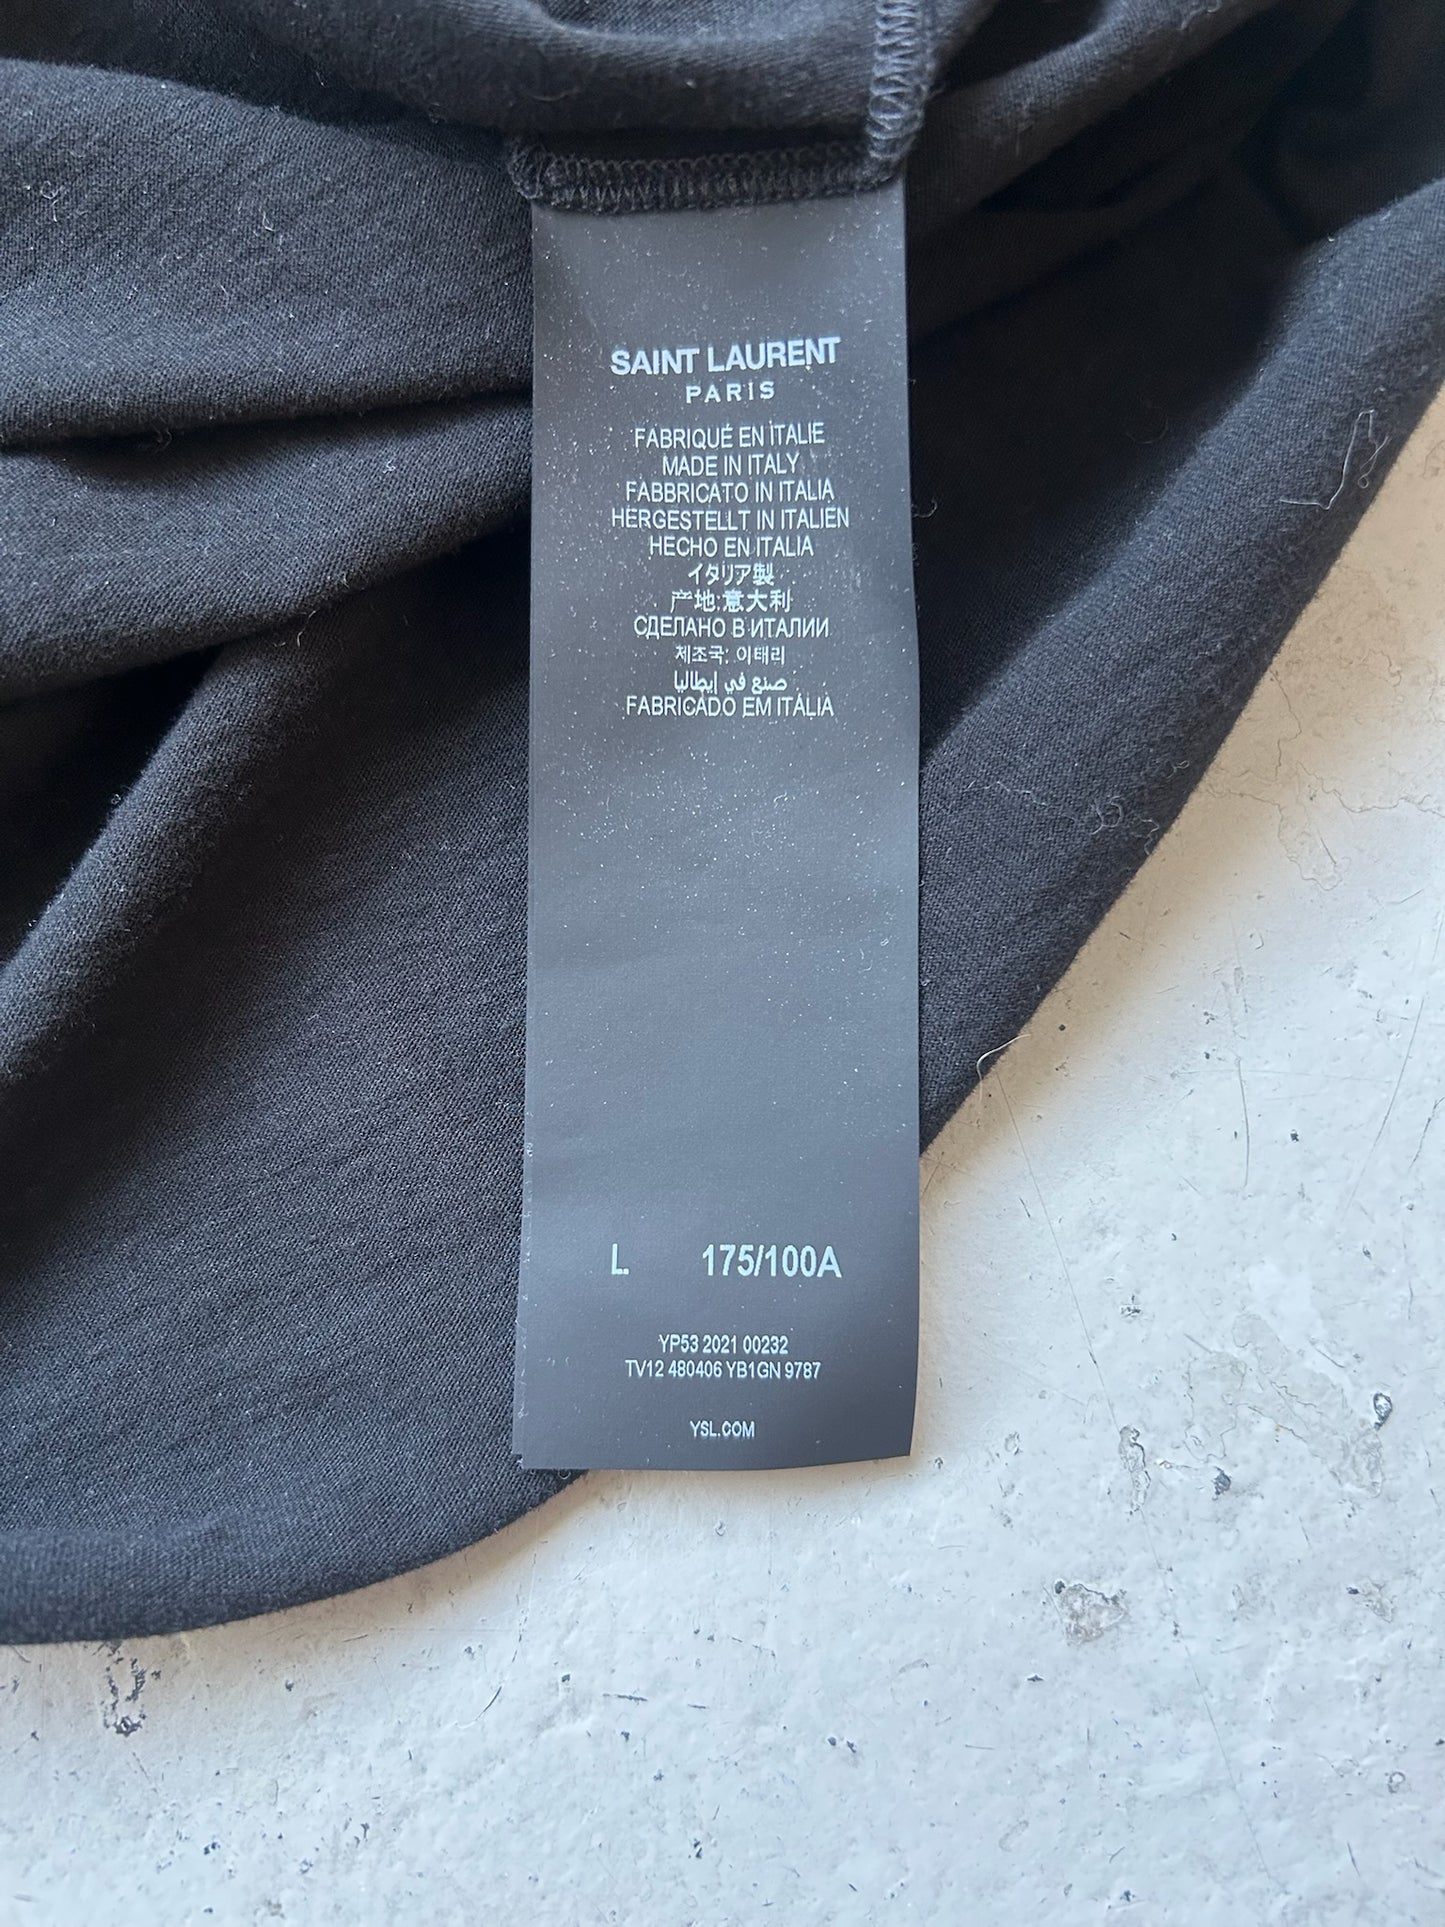 SAINT LAURENT
PARIS
FABRIQUÉ EN ITALIE
MADE IN ITALY
FABBRICATO IN ITALIA
HERGESTELLT IN ITALIEN
HECHO EN ITALIA
イタリア製
产地:意大利
СДЕЛАНО В ИТАЛИИ
제조국: 이태리
صنع في إيطاليا
FABRICADO EM ITÁLIA
L 175/100A
YP53 2021 00232
TV12 480406 YB1GN 9787
YSL.COM